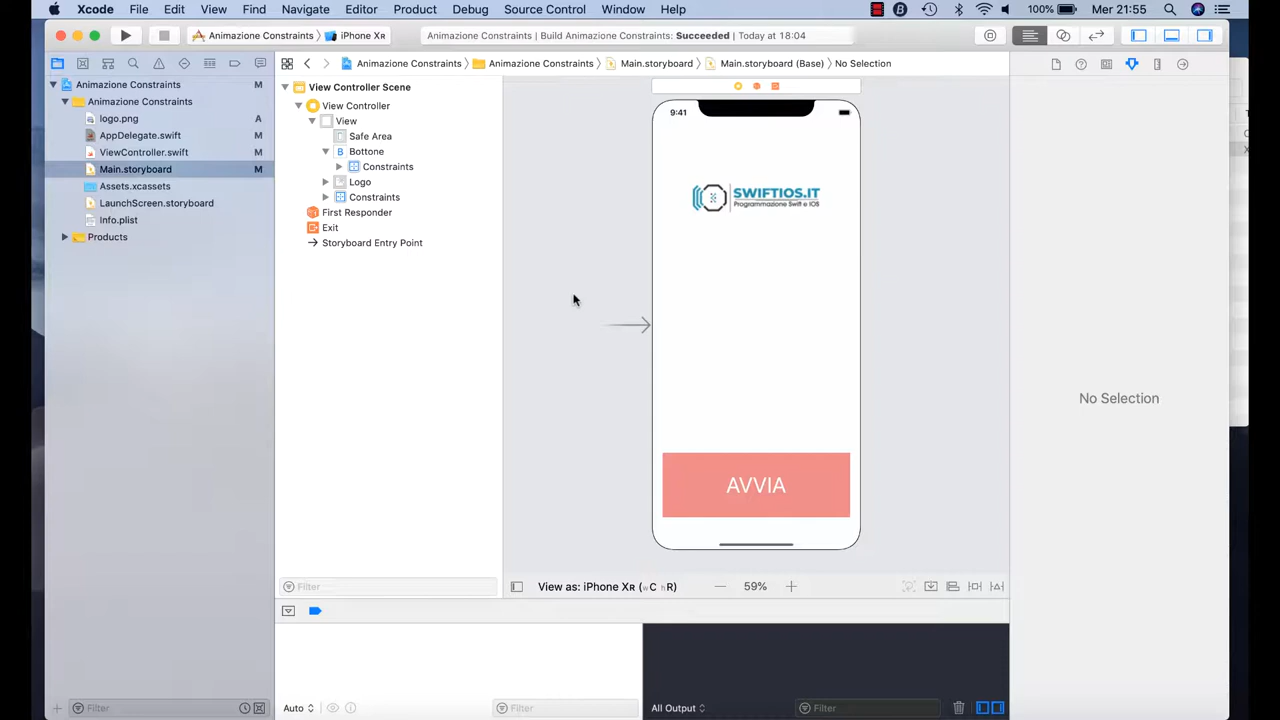 Xcode File Edit View Find Navigate Editor Product Debug Source Control Window Help 100% Mer 21:55
Animazione Constraints iPhone XR Animazione Constraints | Build Animazione Constraints: Succeeded | Today at 18:04
Animazione Constraints Animazione Constraints Main.storyboard Main.storyboard (Base) No Selection
Animazione Constraints M
Animazione Constraints
logo.png A
AppDelegate.swift M
ViewController.swift M
Main.storyboard M
Assets.xcassets
LaunchScreen.storyboard
Info.plist
Products
View Controller Scene
View Controller
View
Safe Area
B Bottone
Constraints
Logo
Constraints
First Responder
Exit
Storyboard Entry Point
9:41
SWIFTIOS.IT
Programmazione Swift e IOS
AVVIA
No Selection
Filter
View as: iPhone XR (wC hR) 59%
Filter
Auto
Filter
All Output
Filter